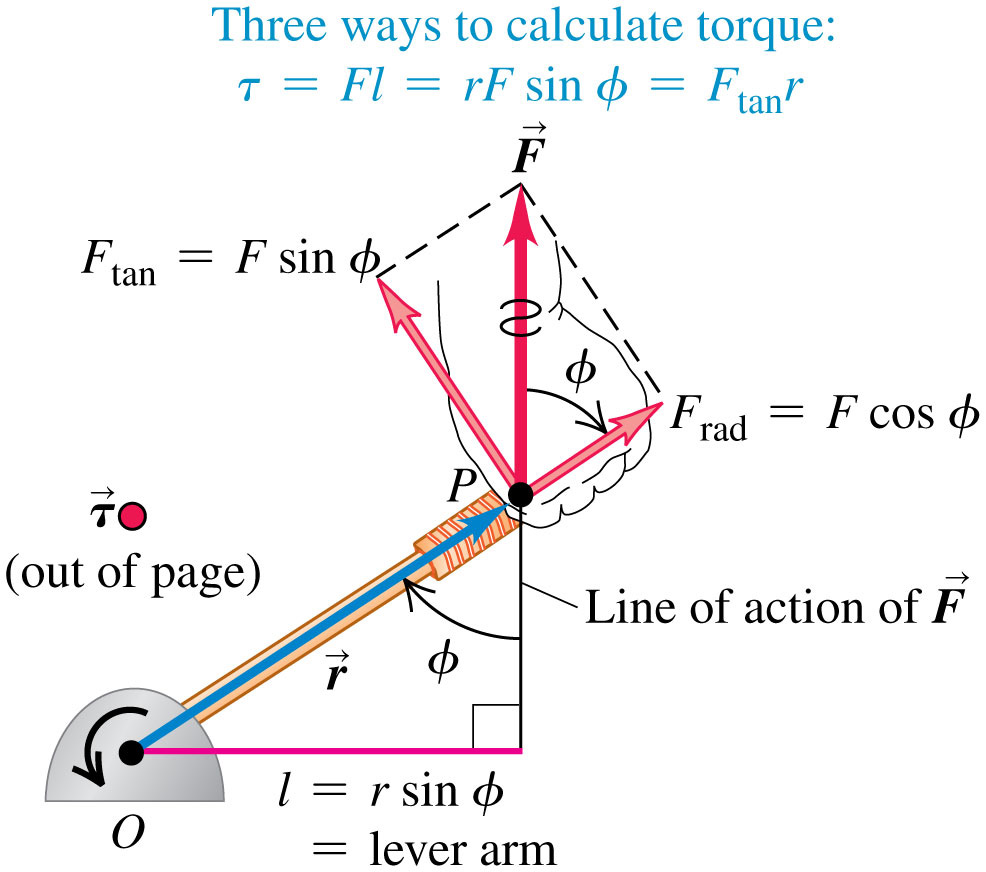 Three ways to calculate torque:
τ = Fl = rF sin ϕ = F_tan r
F⃗
F_tan = F sin ϕ
ϕ
F_rad = F cos ϕ
P
τ⃗
(out of page)
Line of action of F⃗
ϕ
r⃗
l = r sin ϕ
= lever arm
O